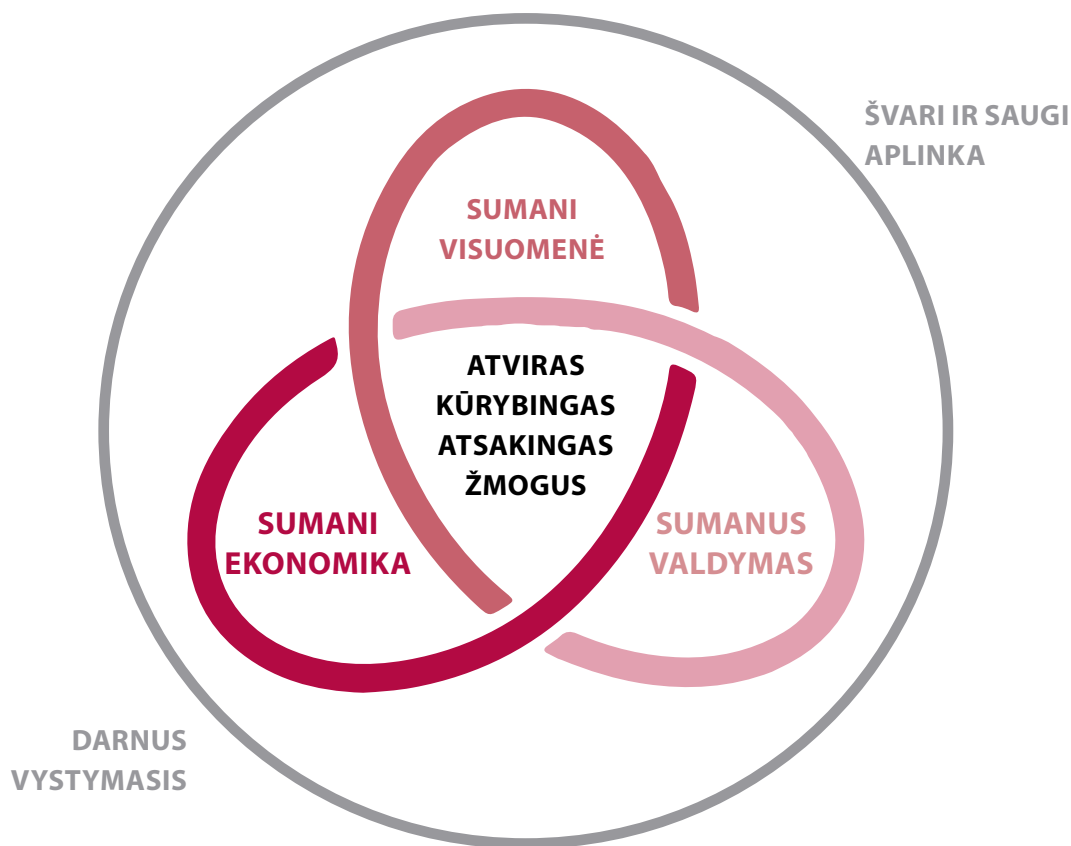 ŠVARI IR SAUGI
APLINKA
SUMANI
VISUOMENĖ
ATVIRAS
KŪRYBINGAS
ATSAKINGAS
ŽMOGUS
SUMANI
EKONOMIKA
SUMANUS
VALDYMAS
DARNUS
VYSTYMASIS